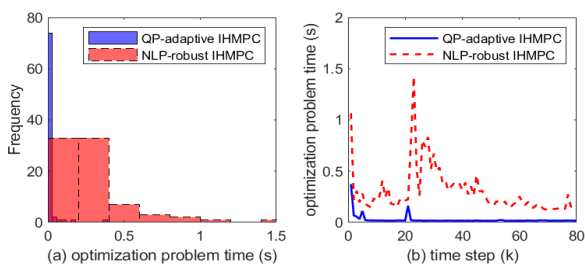 80
60
40
20
0
Frequency
QP-adaptive IHMPC
NLP-robust IHMPC
0 0.5 1 1.5
(a) optimization problem time (s)
2
1.5
1
0.5
0
optimization problem time (s)
QP-adaptive IHMPC
NLP-robust IHMPC
0 20 40 60 80
(b) time step (k)